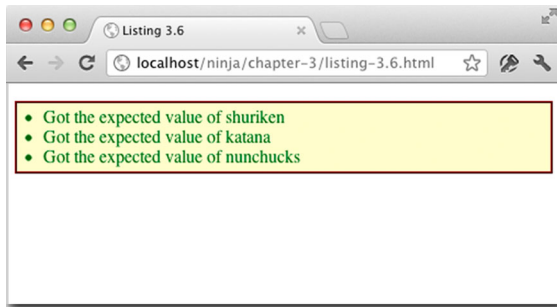 Listing 3.6
localhost/ninja/chapter-3/listing-3.6.html
Got the expected value of shuriken
Got the expected value of katana
Got the expected value of nunchucks